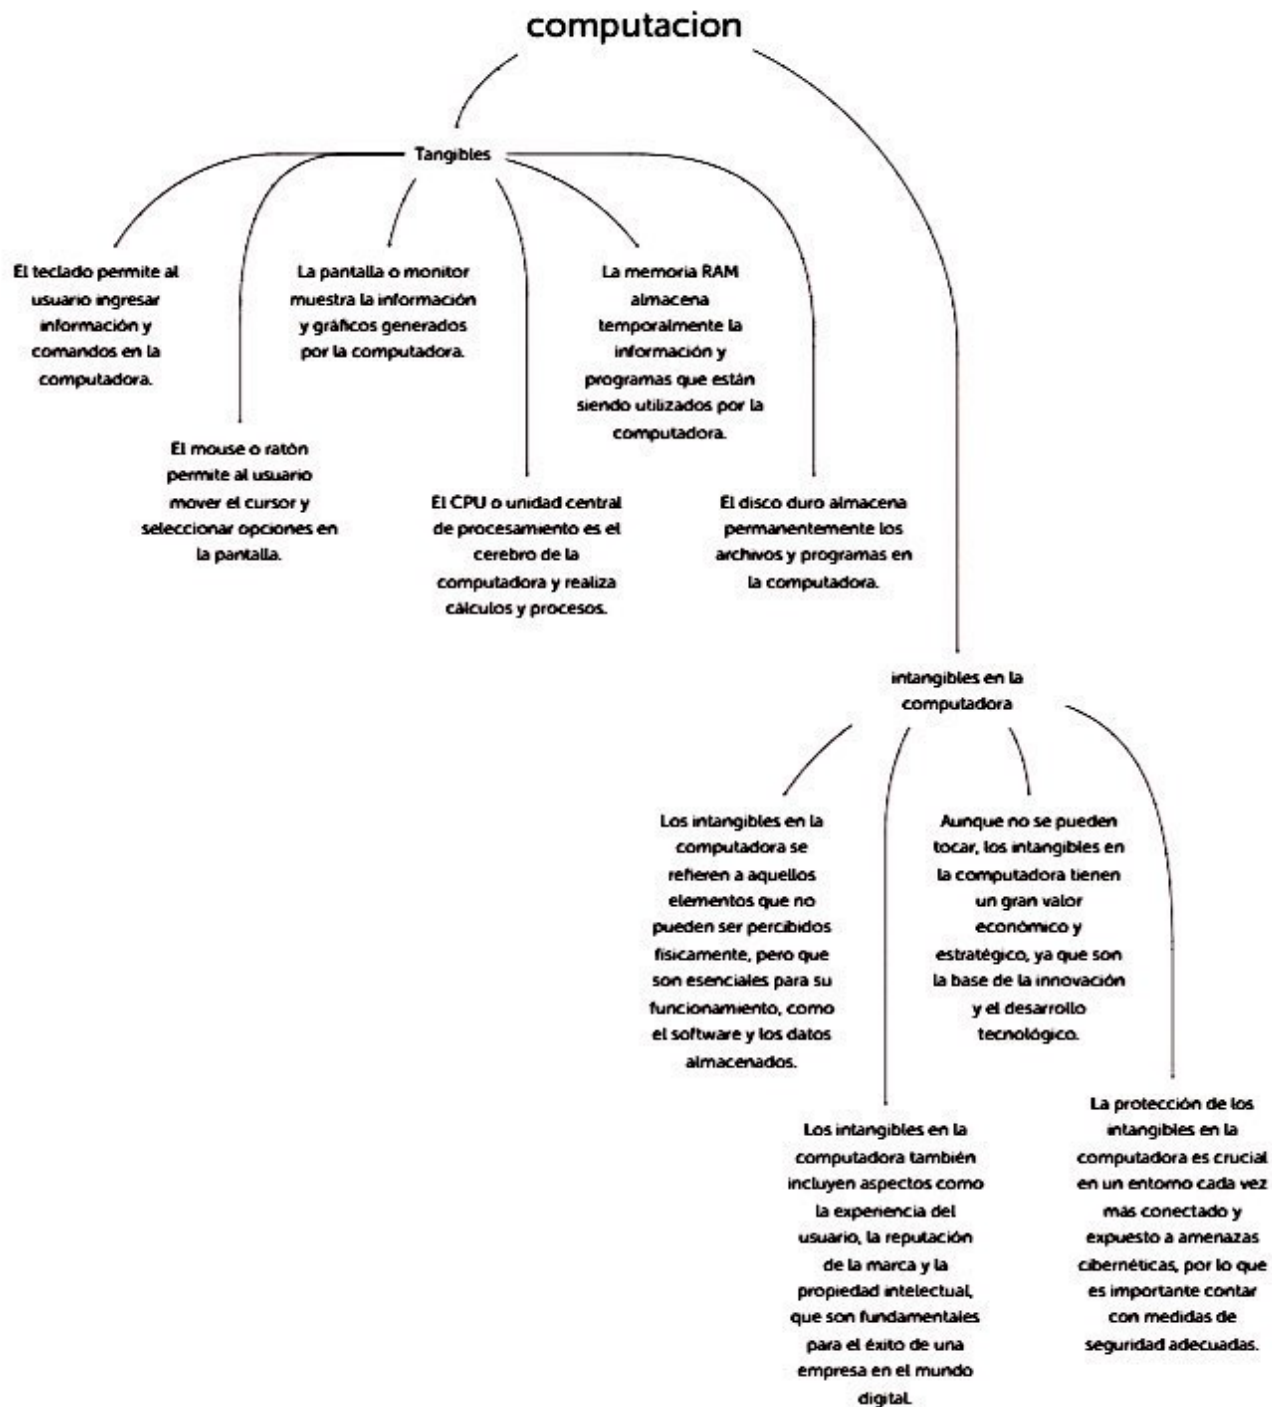 computacion
Tangibles
El teclado permite al
usuario ingresar
información y
comandos en la
computadora.
El mouse o ratón
permite al usuario
mover el cursor y
seleccionar opciones en
la pantalla.
La pantalla o monitor
muestra la información
y gráficos generados
por la computadora.
El CPU o unidad central
de procesamiento es el
cerebro de la
computadora y realiza
cálculos y procesos.
La memoria RAM
almacena
temporalmente la
información y
programas que están
siendo utilizados por la
computadora.
El disco duro almacena
permanentemente los
archivos y programas en
la computadora.
intangibles en la
computadora
Los intangibles en la
computadora se
refieren a aquellos
elementos que no
pueden ser percibidos
físicamente, pero que
son esenciales para su
funcionamiento, como
el software y los datos
almacenados.
Los intangibles en la
computadora también
incluyen aspectos como
la experiencia del
usuario, la reputación
de la marca y la
propiedad intelectual,
que son fundamentales
para el éxito de una
empresa en el mundo
digital.
Aunque no se pueden
tocar, los intangibles en
la computadora tienen
un gran valor
económico y
estratégico, ya que son
la base de la innovación
y el desarrollo
tecnológico.
La protección de los
intangibles en la
computadora es crucial
en un entorno cada vez
más conectado y
expuesto a amenazas
cibernéticas, por lo que
es importante contar
con medidas de
seguridad adecuadas.